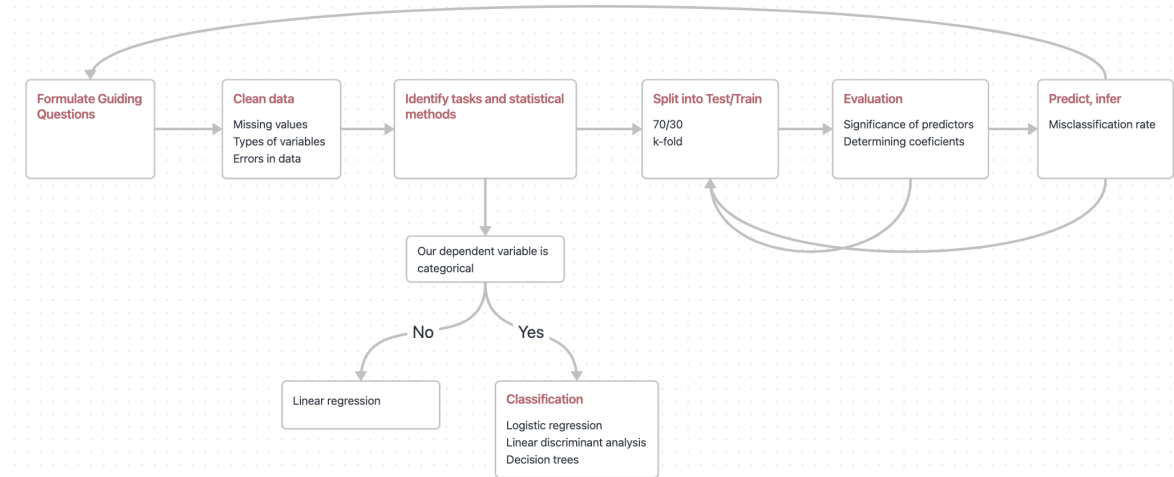 Formulate Guiding
Questions
Clean data
Missing values
Types of variables
Errors in data
Identify tasks and statistical
methods
Split into Test/Train
70/30
k-fold
Evaluation
Significance of predictors
Determining coeficients
Predict, infer
Misclassification rate
Our dependent variable is
categorical
No
Yes
Linear regression
Classification
Logistic regression
Linear discriminant analysis
Decision trees